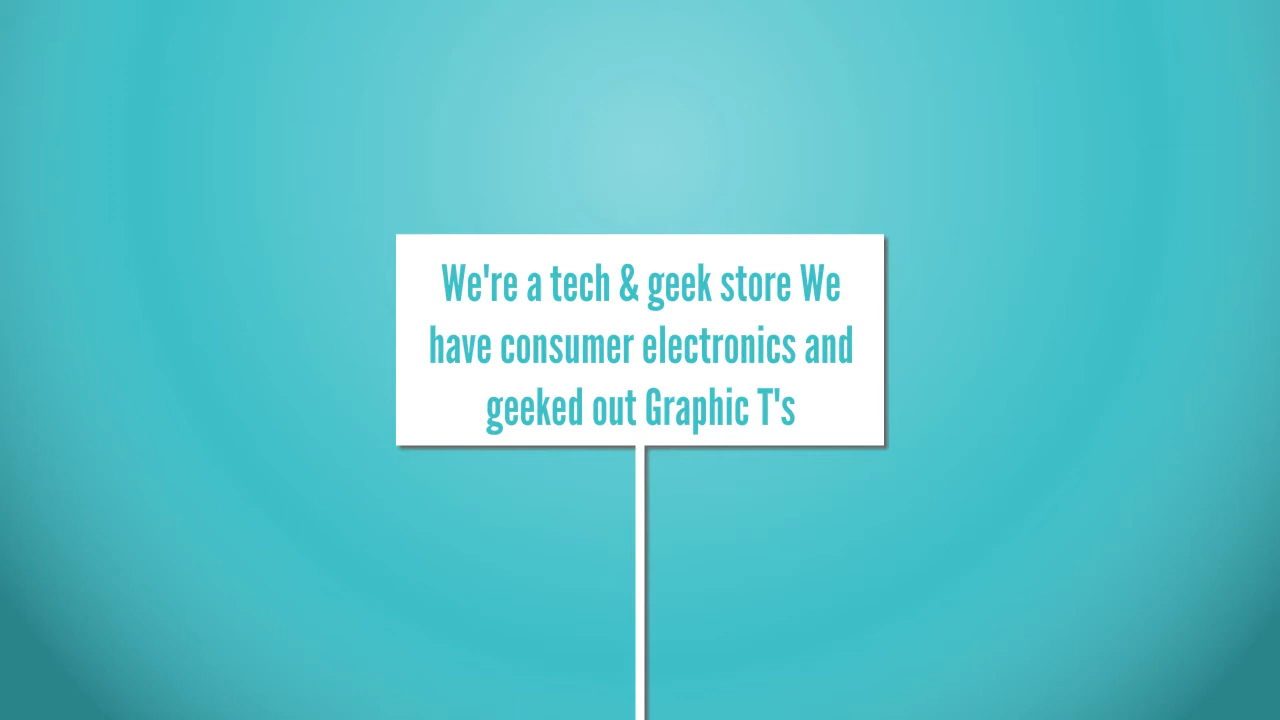 We're a tech & geek store We
have consumer electronics and
geeked out Graphic T's